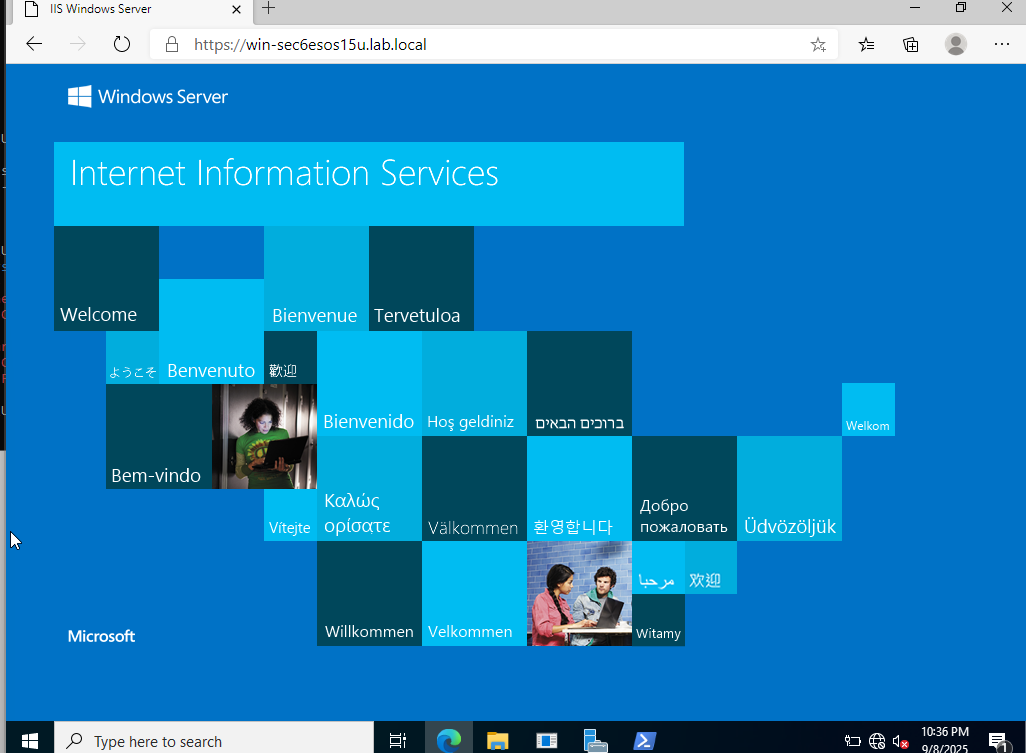 IIS Windows Server
https://win-sec6esos15u.lab.local
Windows Server
Internet Information Services
Welcome
Bienvenue
Tervetuloa
ようこそ
Benvenuto
歡迎
Bienvenido
Hoş geldiniz
ברוכים הבאים
Welkom
Bem-vindo
Vítejte
Καλώς
ορίσατε
Välkommen
환영합니다
Добро
пожаловать
Üdvözöljük
Willkommen
Velkommen
مرحبا
欢迎
Witamy
Microsoft
Type here to search
10:36 PM
9/8/2025
1